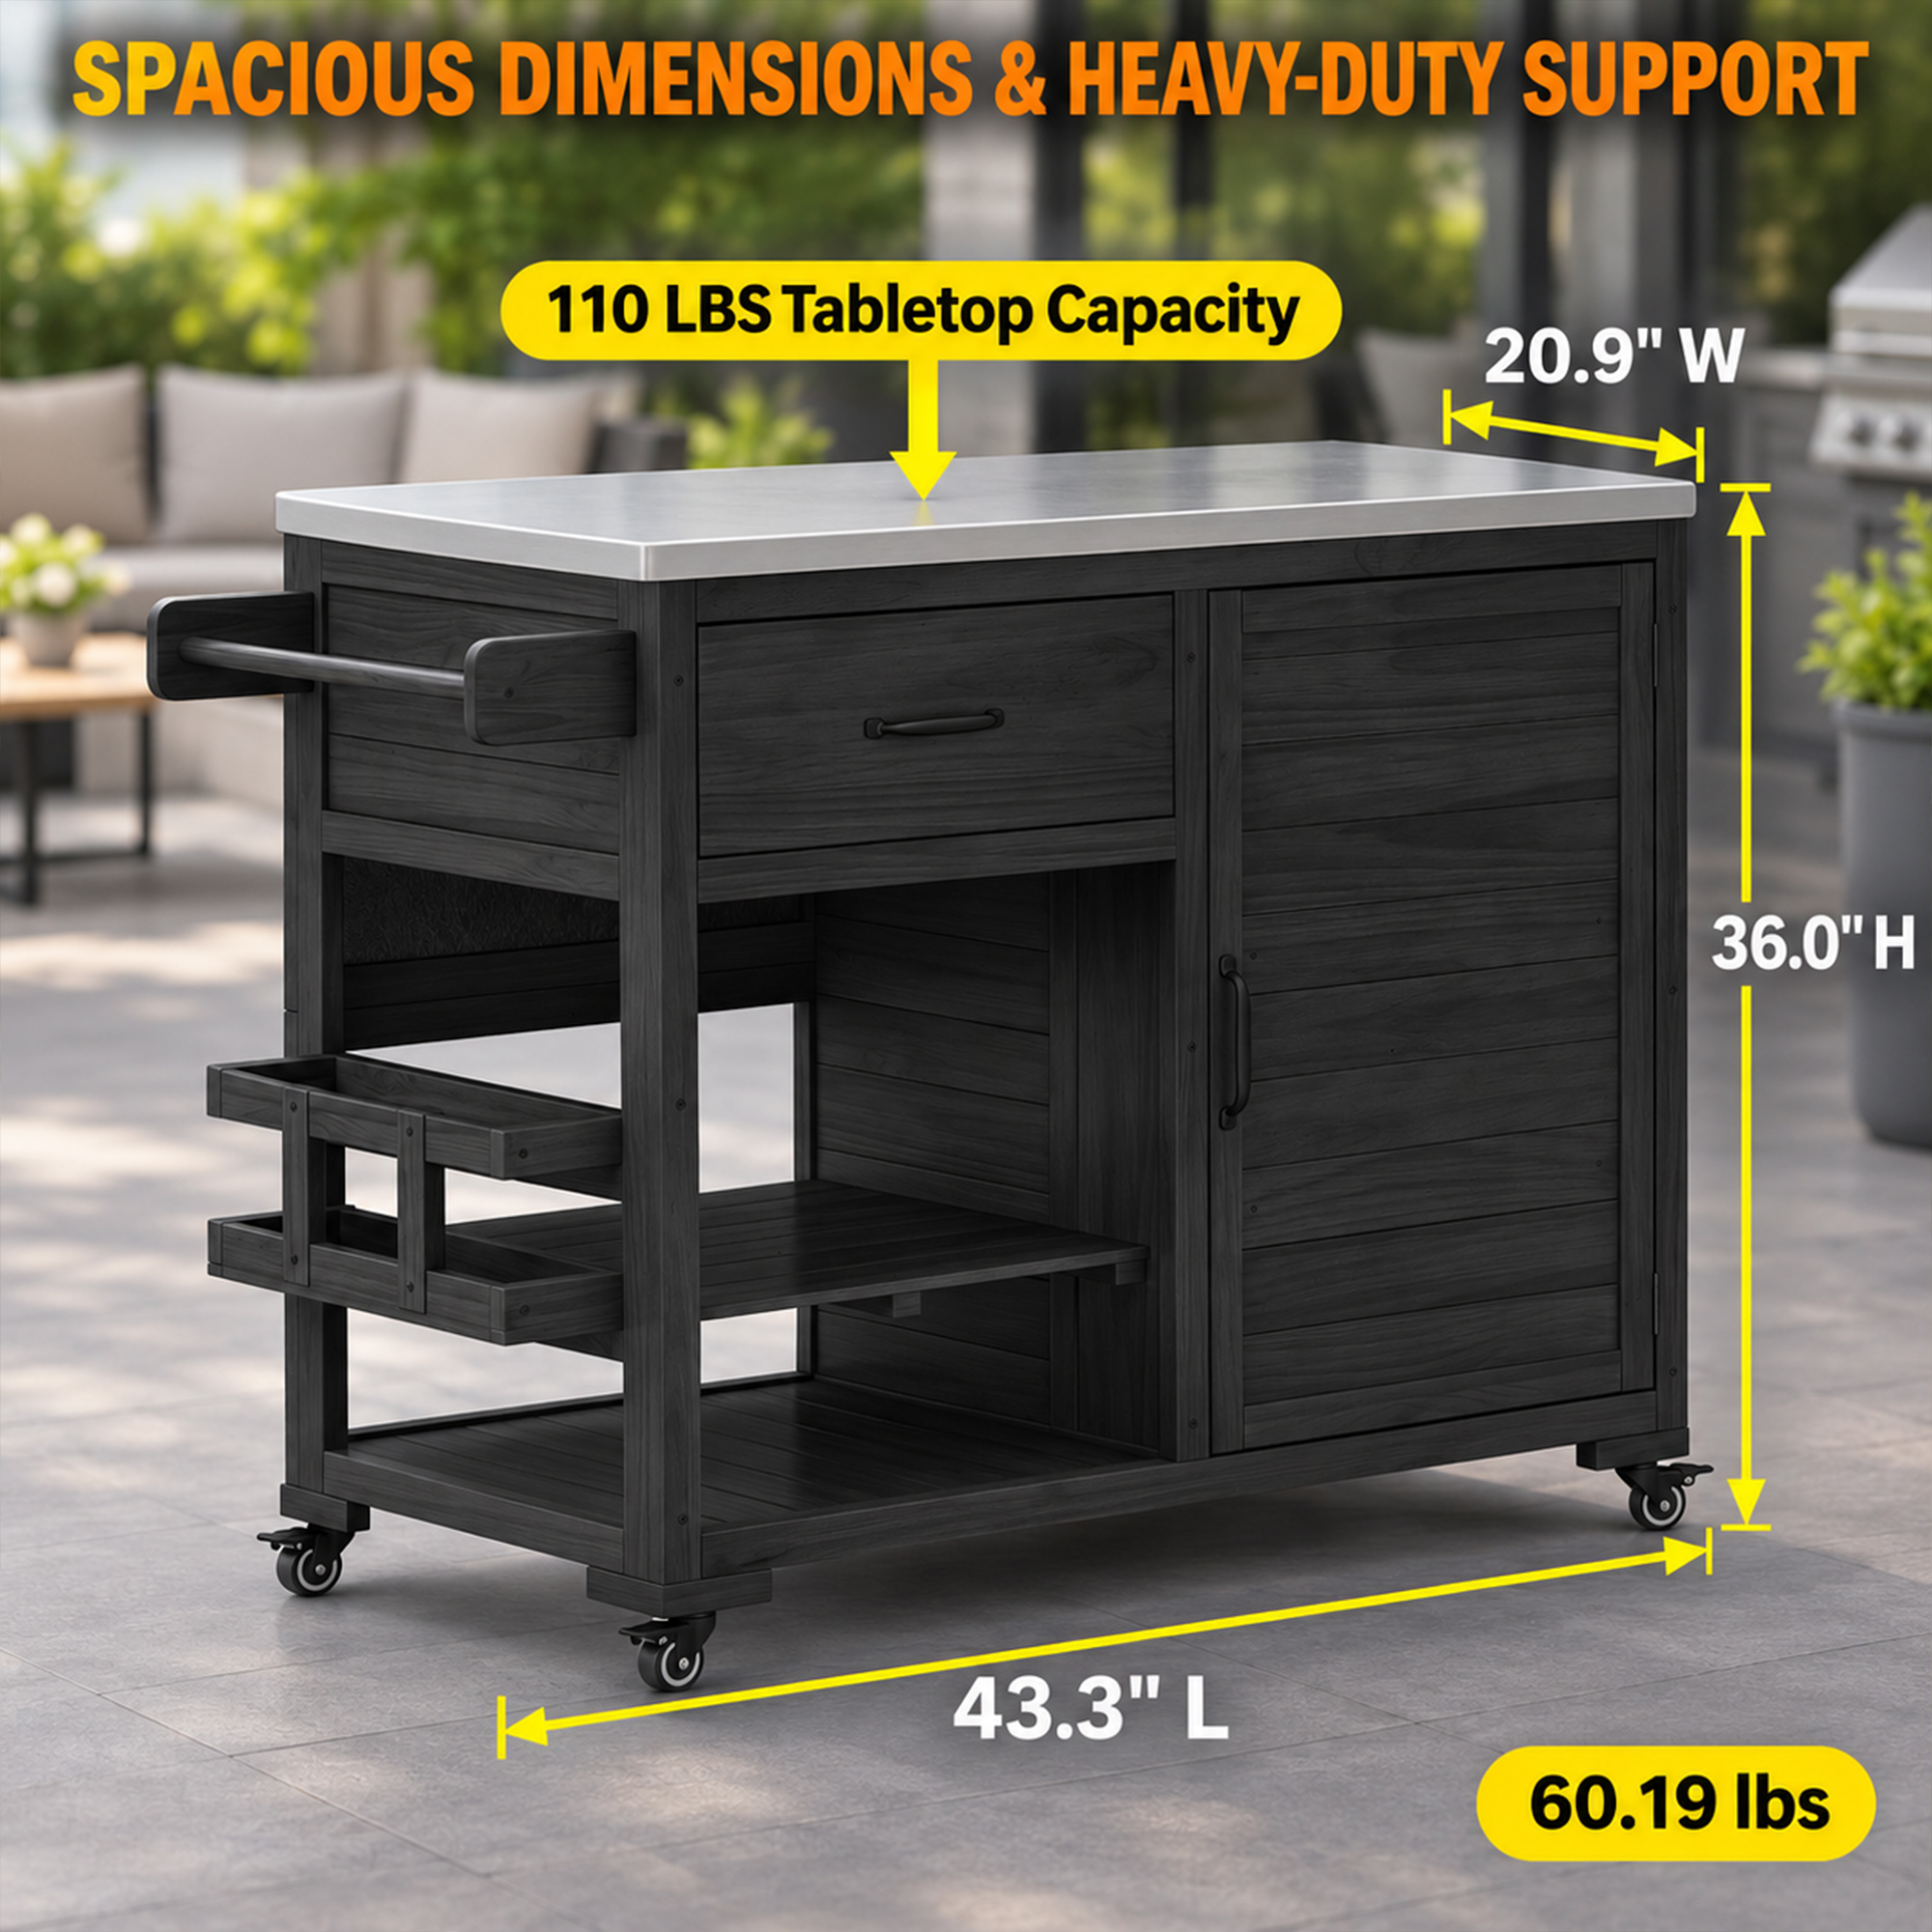 SPACIOUS DIMENSIONS & HEAVY-DUTY SUPPORT
110 LBS Tabletop Capacity
20.9" W
36.0" H
43.3" L
60.19 lbs